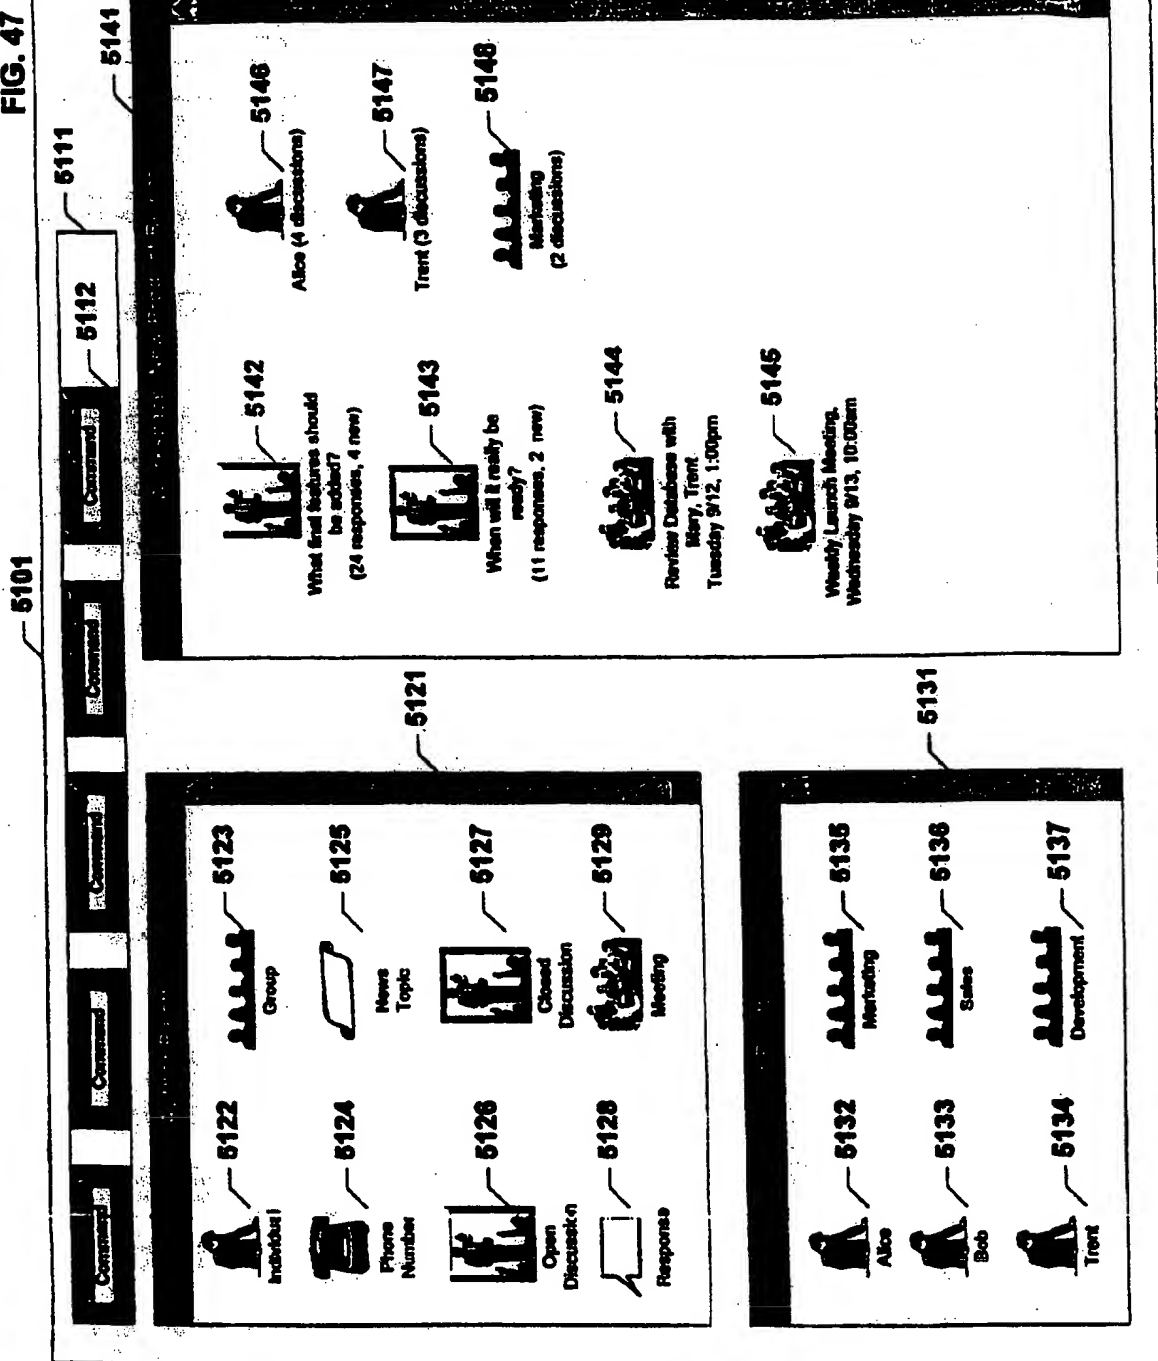 FIG. 47
5101
5111
5112
Command
Command
Command
Command
Command
5121
5122
Individual
5123
Group
5124
Phone
Number
5125
News
Topic
5126
Open
Discussion
5127
Closed
Discussion
5128
Response
5129
Meeting
5131
5132
Alice
5133
Bob
5134
Trent
5135
Marketing
5136
Sales
5137
Development
5141
5142
What final features should
be added?
(24 responses, 4 new)
5143
When will it really be
ready?
(11 responses, 2 new)
5144
Review Database with
Mary, Trent
Tuesday 9/12, 1:00pm
5145
Weekly Launch Meeting,
Wednesday 9/13, 10:00am
5146
Alice (4 discussions)
5147
Trent (3 discussions)
5148
Marketing
(2 discussions)